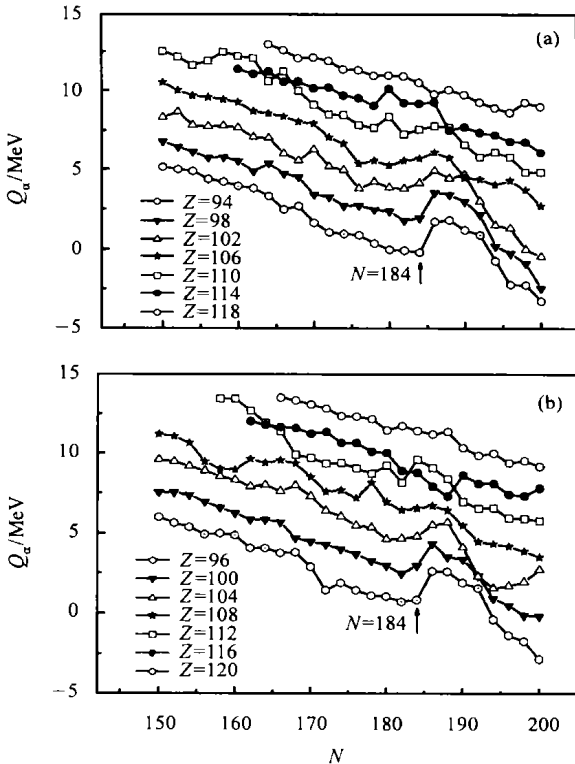 15
(a)
10
Qα/MeV
5
Z=94
Z=98
Z=102
Z=106
Z=110
Z=114
Z=118
0
N=184
-5
15
(b)
10
Qα/MeV
5
Z=96
Z=100
Z=104
Z=108
Z=112
Z=116
Z=120
0
N=184
-5
150 160 170 180 190 200
N